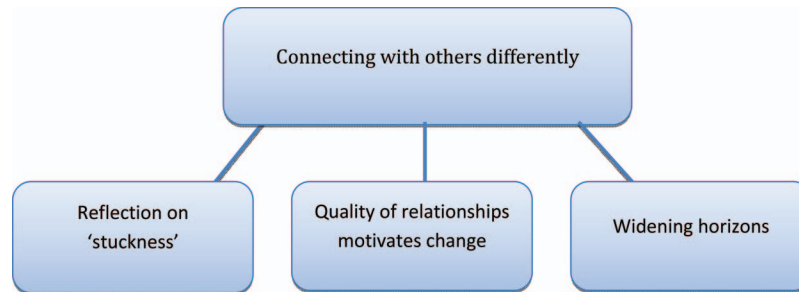 Connecting with others differently
Reflection on
‘stuckness’
Quality of relationships
motivates change
Widening horizons